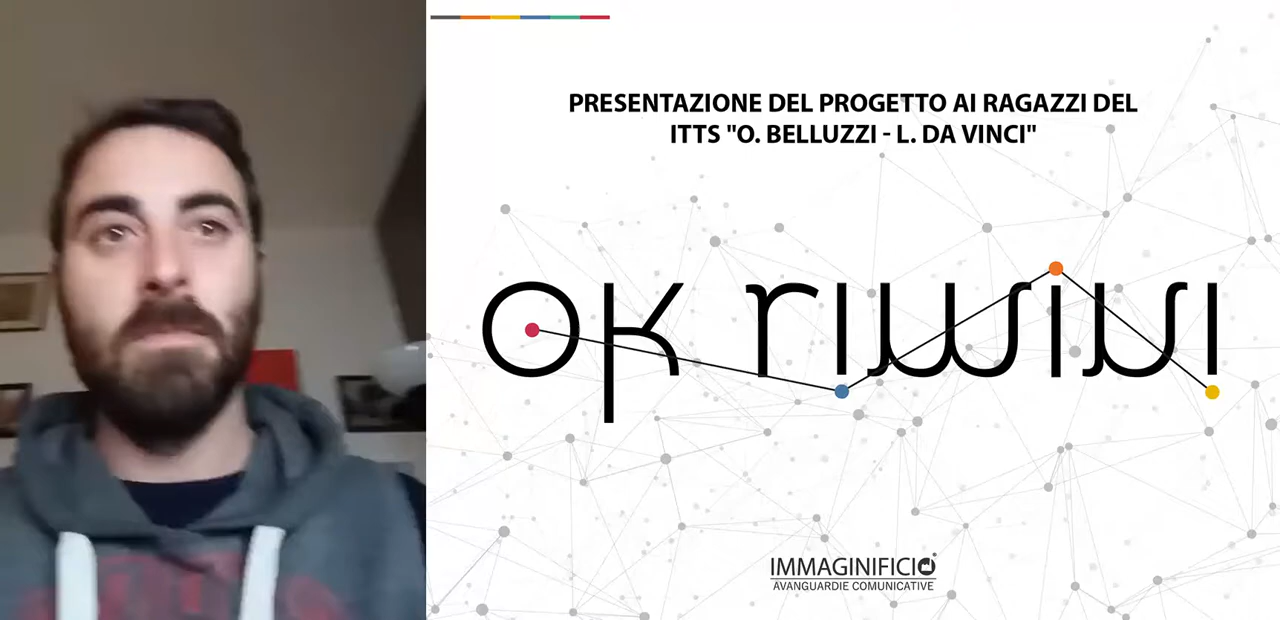 PRESENTAZIONE DEL PROGETTO AI RAGAZZI DEL
ITTS "O. BELLUZZI - L. DA VINCI"
OK rimini
IMMAGINIFICIO
AVANGUARDIE COMUNICATIVE